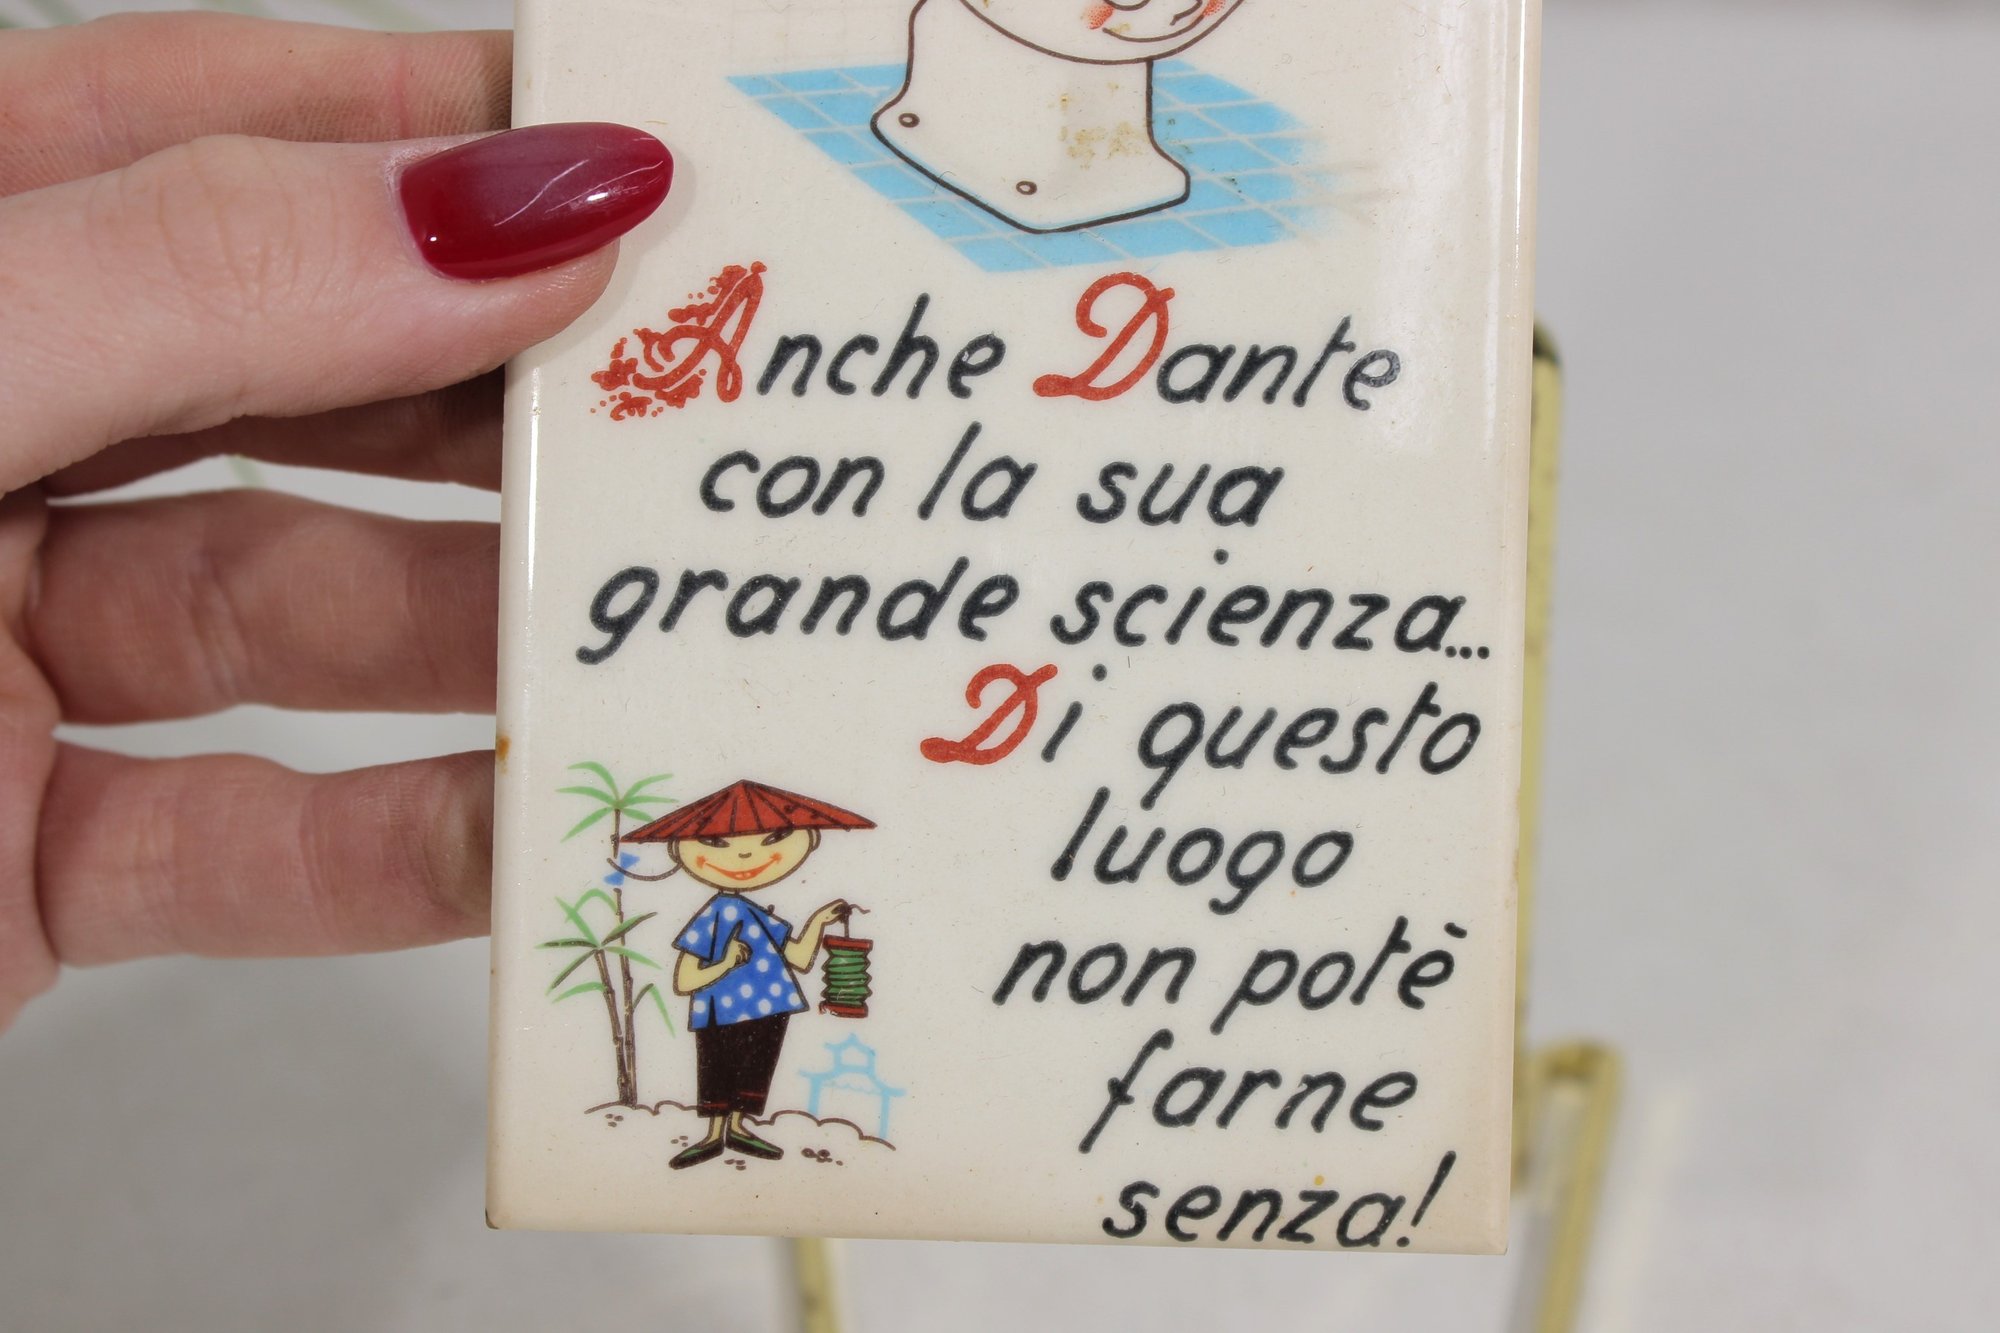 Anche Dante
con la sua
grande scienza...
Di questo
luogo
non potè
farne
senza!